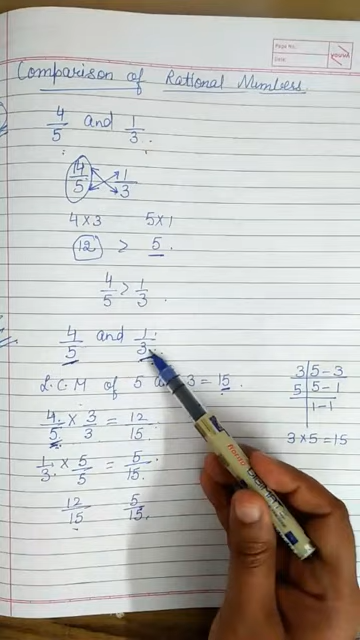 Page No.:
Date:
YOUVA
Comparison of Rational Numbers.
4/5 and 1/3.
4/5 1/3
4×3 5×1
12 > 5.
4/5 > 1/3.
4/5 and 1/3.
L.C.M of 5 and 3 = 15.
3 | 5 - 3
5 | 5 - 1
| 1 - 1
3 × 5 = 15
4/5 × 3/3 = 12/15.
1/3. × 5/5 = 5/15.
12/15 5/15.